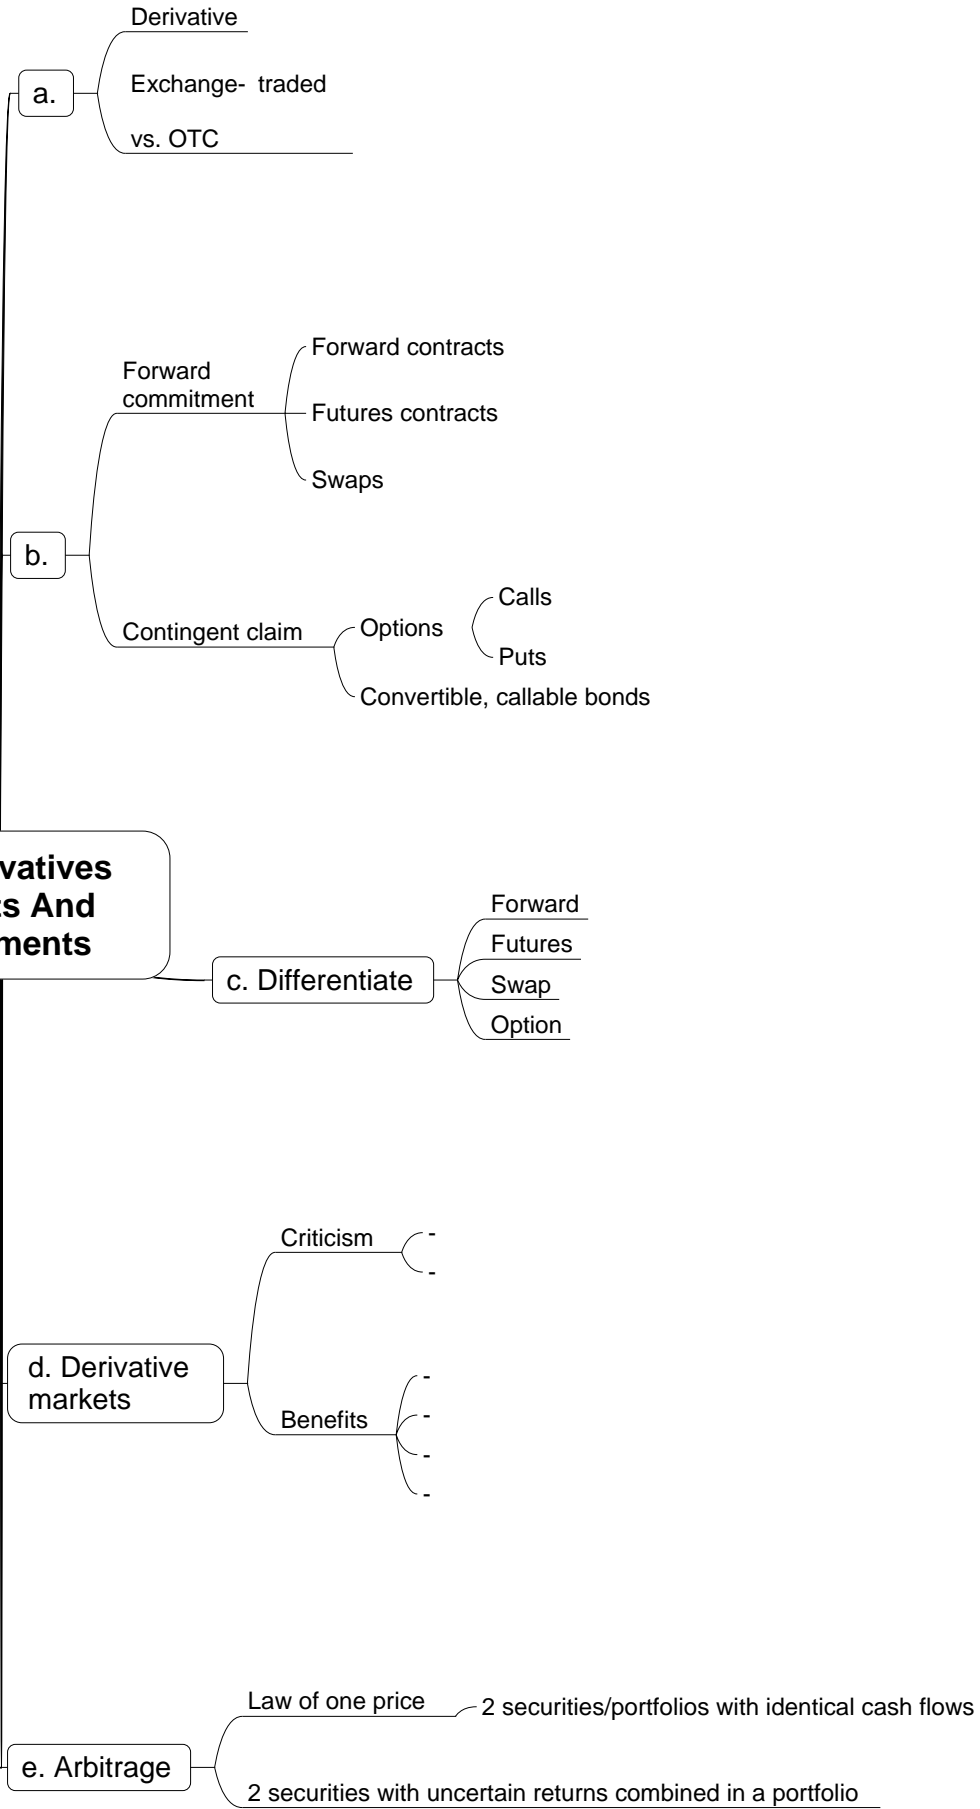 Derivative
a.
Exchange- traded
vs. OTC
Forward
commitment
Forward contracts
Futures contracts
Swaps
b.
Contingent claim
Options
Calls
Puts
Convertible, callable bonds
vatives
s And
ments
c. Differentiate
Forward
Futures
Swap
Option
d. Derivative
markets
Criticism
-
-
Benefits
-
-
-
-
e. Arbitrage
Law of one price
2 securities/portfolios with identical cash flows
2 securities with uncertain returns combined in a portfolio